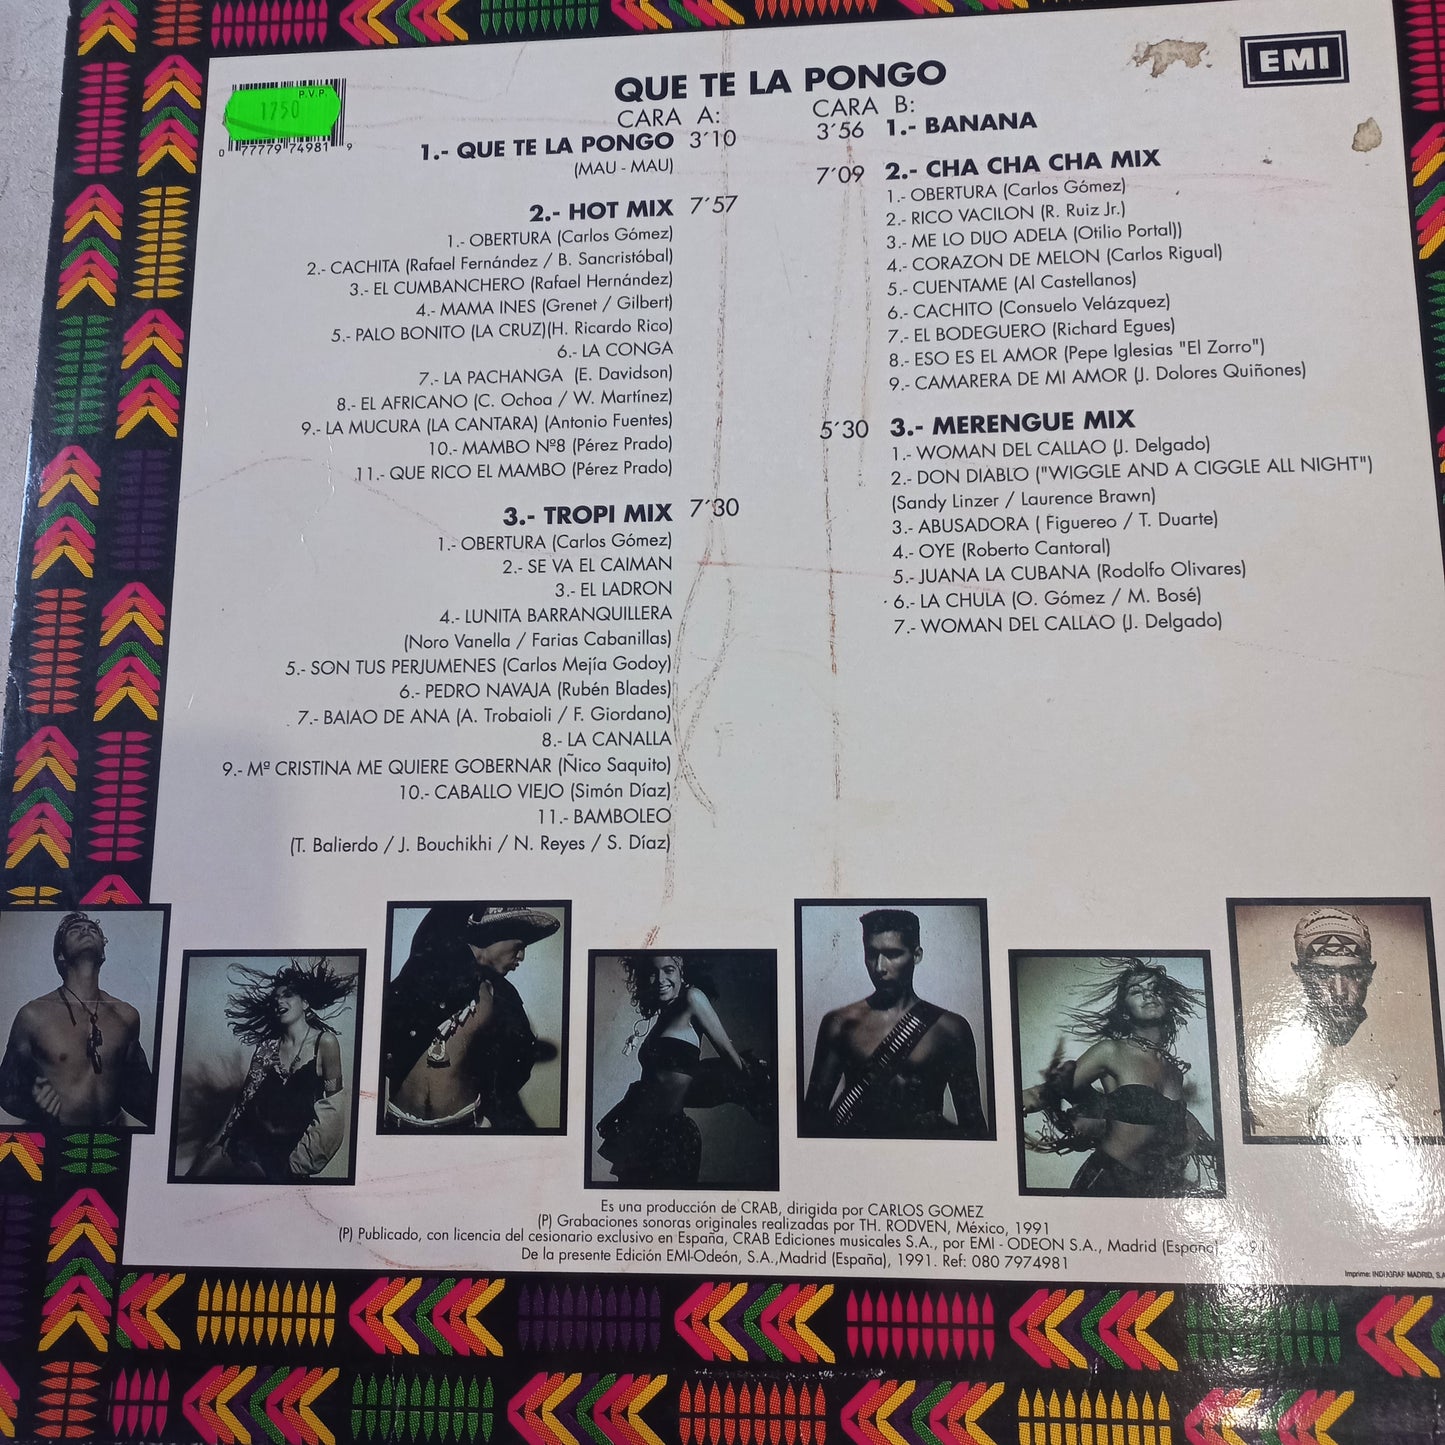 QUE TE LA PONGO
EMI
P.V.P.
1750
0 77779 74981 9
CARA A:
1.- QUE TE LA PONGO 3´10
(MAU - MAU)
2.- HOT MIX 7´57
1.- OBERTURA (Carlos Gómez)
2.- CACHITA (Rafael Fernández / B. Sancristóbal)
3.- EL CUMBANCHERO (Rafael Hernández)
4.- MAMA INES (Grenet / Gilbert)
5.- PALO BONITO (LA CRUZ)(H. Ricardo Rico)
6.- LA CONGA
7.- LA PACHANGA (E. Davidson)
8.- EL AFRICANO (C. Ochoa / W. Martínez)
9.- LA MUCURA (LA CANTARA) (Antonio Fuentes)
10.- MAMBO Nº8 (Pérez Prado)
11.- QUE RICO EL MAMBO (Pérez Prado)
3.- TROPI MIX 7´30
1.- OBERTURA (Carlos Gómez)
2.- SE VA EL CAIMAN
3.- EL LADRON
4.- LUNITA BARRANQUILLERA
(Noro Vanella / Farias Cabanillas)
5.- SON TUS PERJUMENES (Carlos Mejía Godoy)
6.- PEDRO NAVAJA (Rubén Blades)
7.- BAIAO DE ANA (A. Trobaioli / F. Giordano)
8.- LA CANALLA
9.- Mª CRISTINA ME QUIERE GOBERNAR (Ñico Saquito)
10.- CABALLO VIEJO (Simón Díaz)
11.- BAMBOLEO
(T. Balierdo / J. Bouchikhi / N. Reyes / S. Díaz)
CARA B:
3´56 1.- BANANA
7´09 2.- CHA CHA CHA MIX
1.- OBERTURA (Carlos Gómez)
2.- RICO VACILON (R. Ruiz Jr.)
3.- ME LO DIJO ADELA (Otilio Portal))
4.- CORAZON DE MELON (Carlos Rigual)
5.- CUENTAME (Al Castellanos)
6.- CACHITO (Consuelo Velázquez)
7.- EL BODEGUERO (Richard Egues)
8.- ESO ES EL AMOR (Pepe Iglesias "El Zorro")
9.- CAMARERA DE MI AMOR (J. Dolores Quiñones)
5´30 3.- MERENGUE MIX
1.- WOMAN DEL CALLAO (J. Delgado)
2.- DON DIABLO ("WIGGLE AND A CIGGLE ALL NIGHT")
(Sandy Linzer / Laurence Brawn)
3.- ABUSADORA ( Figuereo / T. Duarte)
4.- OYE (Roberto Cantoral)
5.- JUANA LA CUBANA (Rodolfo Olivares)
6.- LA CHULA (O. Gómez / M. Bosé)
7.- WOMAN DEL CALLAO (J. Delgado)
Es una producción de CRAB, dirigida por CARLOS GOMEZ
(P) Grabaciones sonoras originales realizadas por TH. RODVEN, México, 1991
(P) Publicado, con licencia del cesionario exclusivo en España, CRAB Ediciones musicales S.A., por EMI - ODEON S.A., Madrid (España)
De la presente Edición EMI-Odeón, S.A.,Madrid (España), 1991. Ref: 080 7974981
Imprime: INDUGRAF MADRID, S.A.